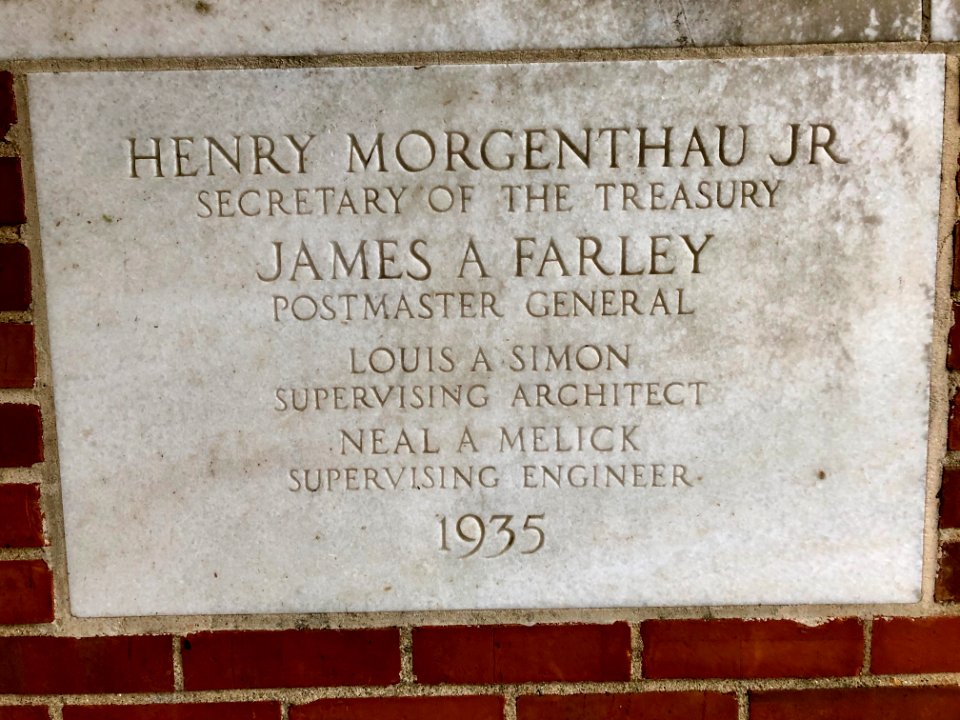 HENRY MORGENTHAU JR
SECRETARY OF THE TREASURY
JAMES A FARLEY
POSTMASTER GENERAL
LOUIS A SIMON
SUPERVISING ARCHITECT
NEAL A MELICK
SUPERVISING ENGINEER
1935